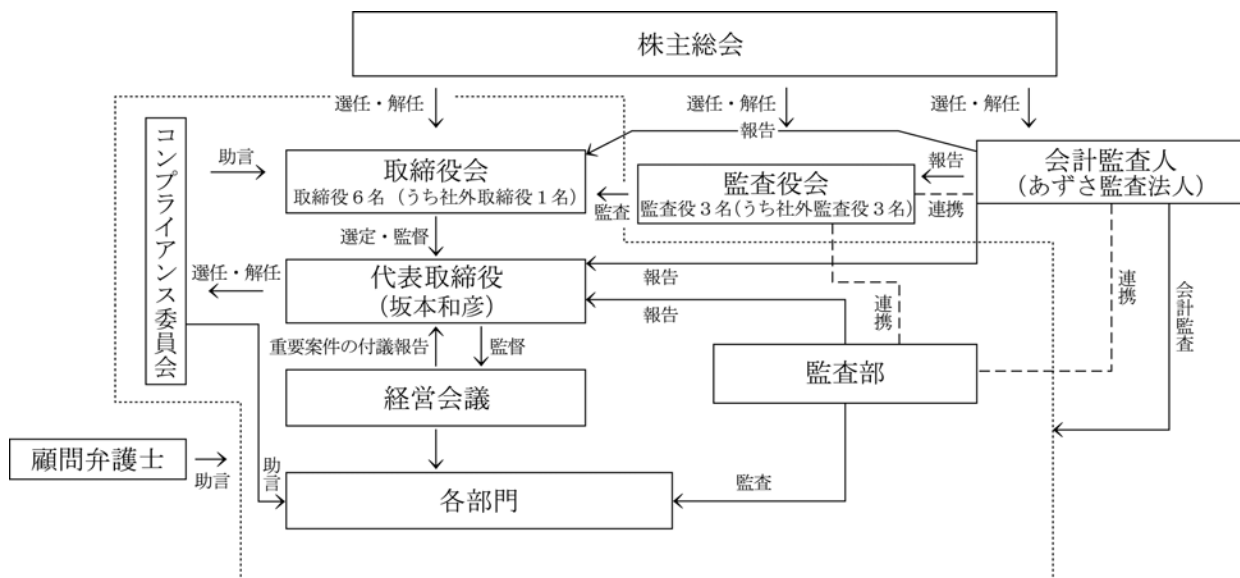 株主総会
選任・解任
選任・解任
選任・解任
報告
コンプライアンス委員会
助言
取締役会
取締役6名（うち社外取締役1名）
監査
監査役会
監査役3名（うち社外監査役3名）
報告
連携
会計監査人
（あずさ監査法人）
選定・監督
選任・解任
代表取締役
（坂本和彦）
報告
報告
連携
連携
会計監査
重要案件の付議報告
監督
経営会議
監査部
顧問弁護士
助言
助言
各部門
監査